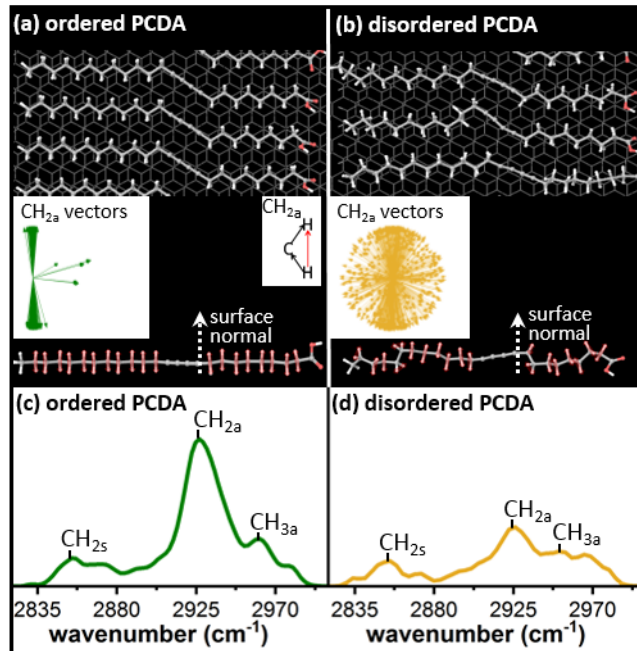 (a) ordered PCDA
(b) disordered PCDA
CH2a vectors
CH2a
H
C
H
CH2a vectors
surface
normal
surface
normal
(c) ordered PCDA
(d) disordered PCDA
CH2a
CH2s
CH3a
CH2a
CH2s
CH3a
2835 2880 2925 2970
2835 2880 2925 2970
wavenumber (cm-1)
wavenumber (cm-1)